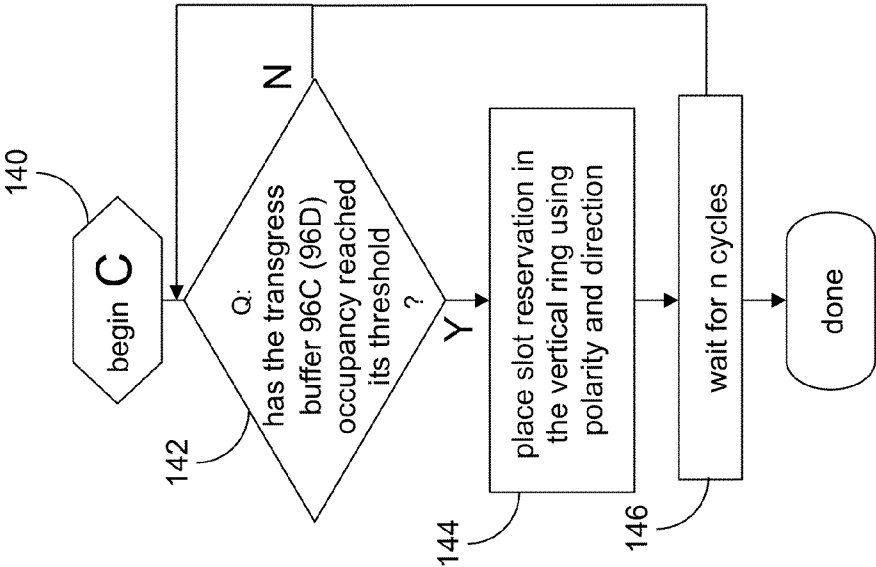 140
begin C
Q:
has the transgress
buffer 96C (96D)
occupancy reached
its threshold
?
N
142
Y
place slot reservation in
the vertical ring using
polarity and direction
144
wait for n cycles
146
done